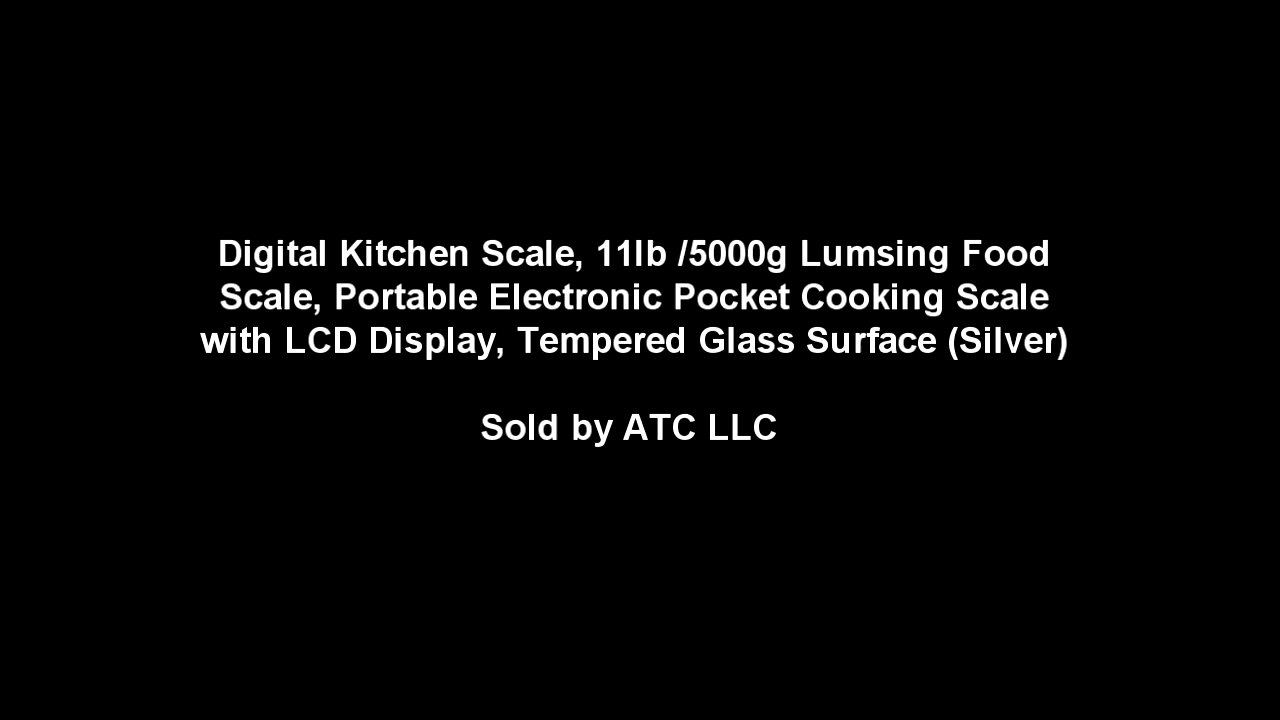 Digital Kitchen Scale, 11lb /5000g Lumsing Food
Scale, Portable Electronic Pocket Cooking Scale
with LCD Display, Tempered Glass Surface (Silver)
Sold by ATC LLC